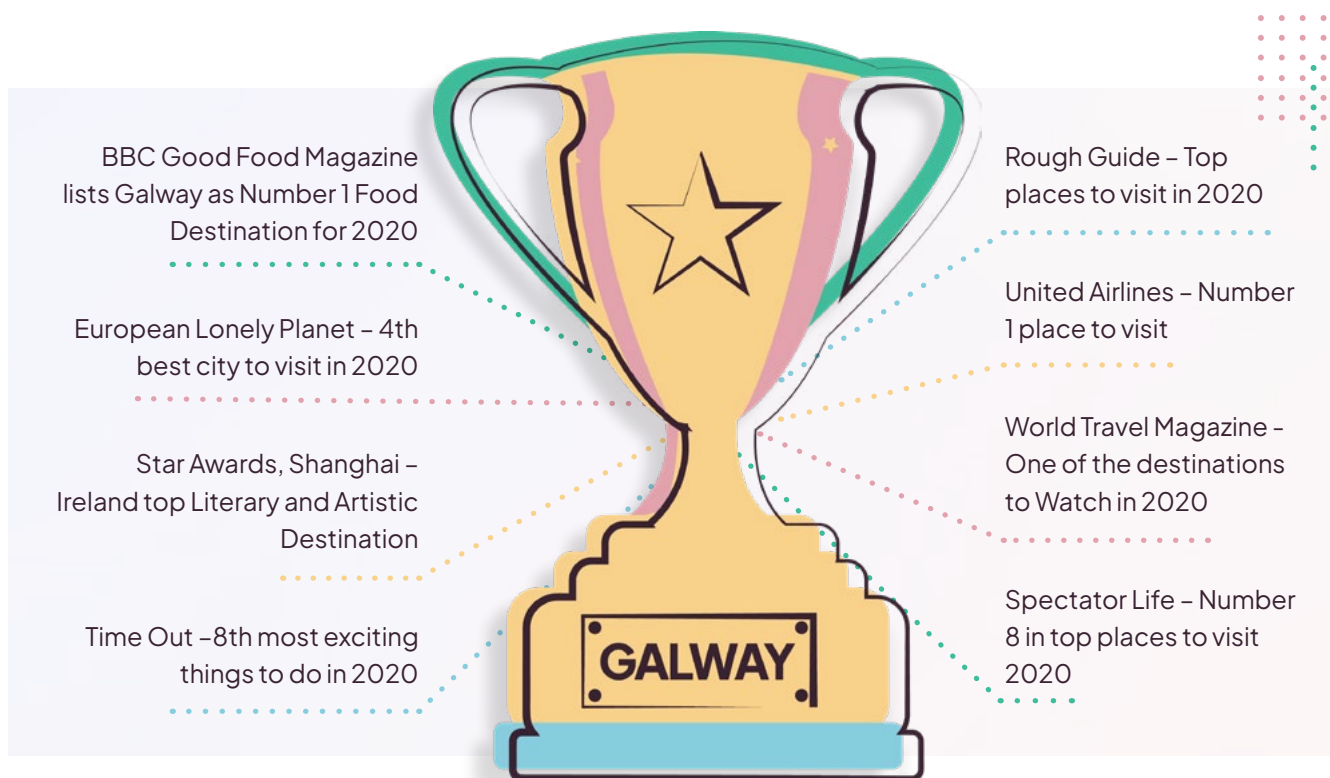 BBC Good Food Magazine
lists Galway as Number 1 Food
Destination for 2020
European Lonely Planet – 4th
best city to visit in 2020
Star Awards, Shanghai –
Ireland top Literary and Artistic
Destination
Time Out –8th most exciting
things to do in 2020
Rough Guide – Top
places to visit in 2020
United Airlines – Number
1 place to visit
World Travel Magazine -
One of the destinations
to Watch in 2020
Spectator Life – Number
8 in top places to visit
2020
GALWAY